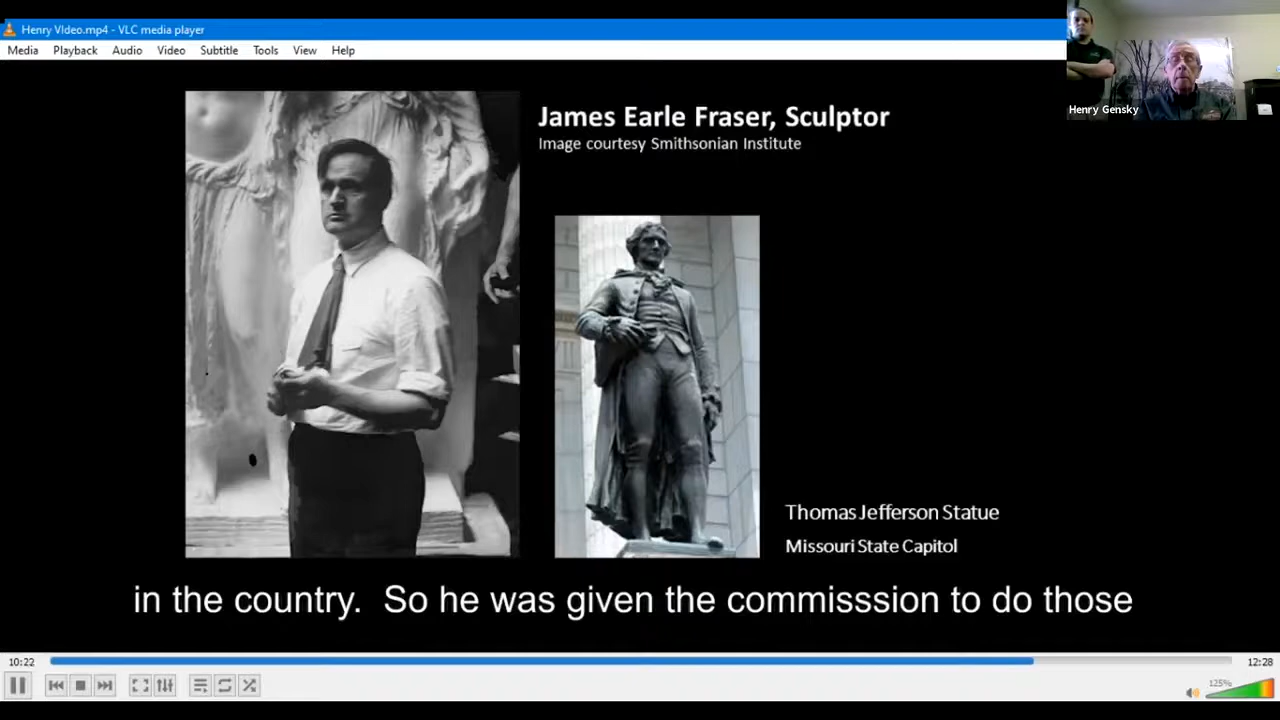 Henry VIdeo.mp4 - VLC media player
Media Playback Audio Video Subtitle Tools View Help
Henry Gensky
James Earle Fraser, Sculptor
Image courtesy Smithsonian Institute
Thomas Jefferson Statue
Missouri State Capitol
in the country. So he was given the commisssion to do those
10:22
12:28
125%